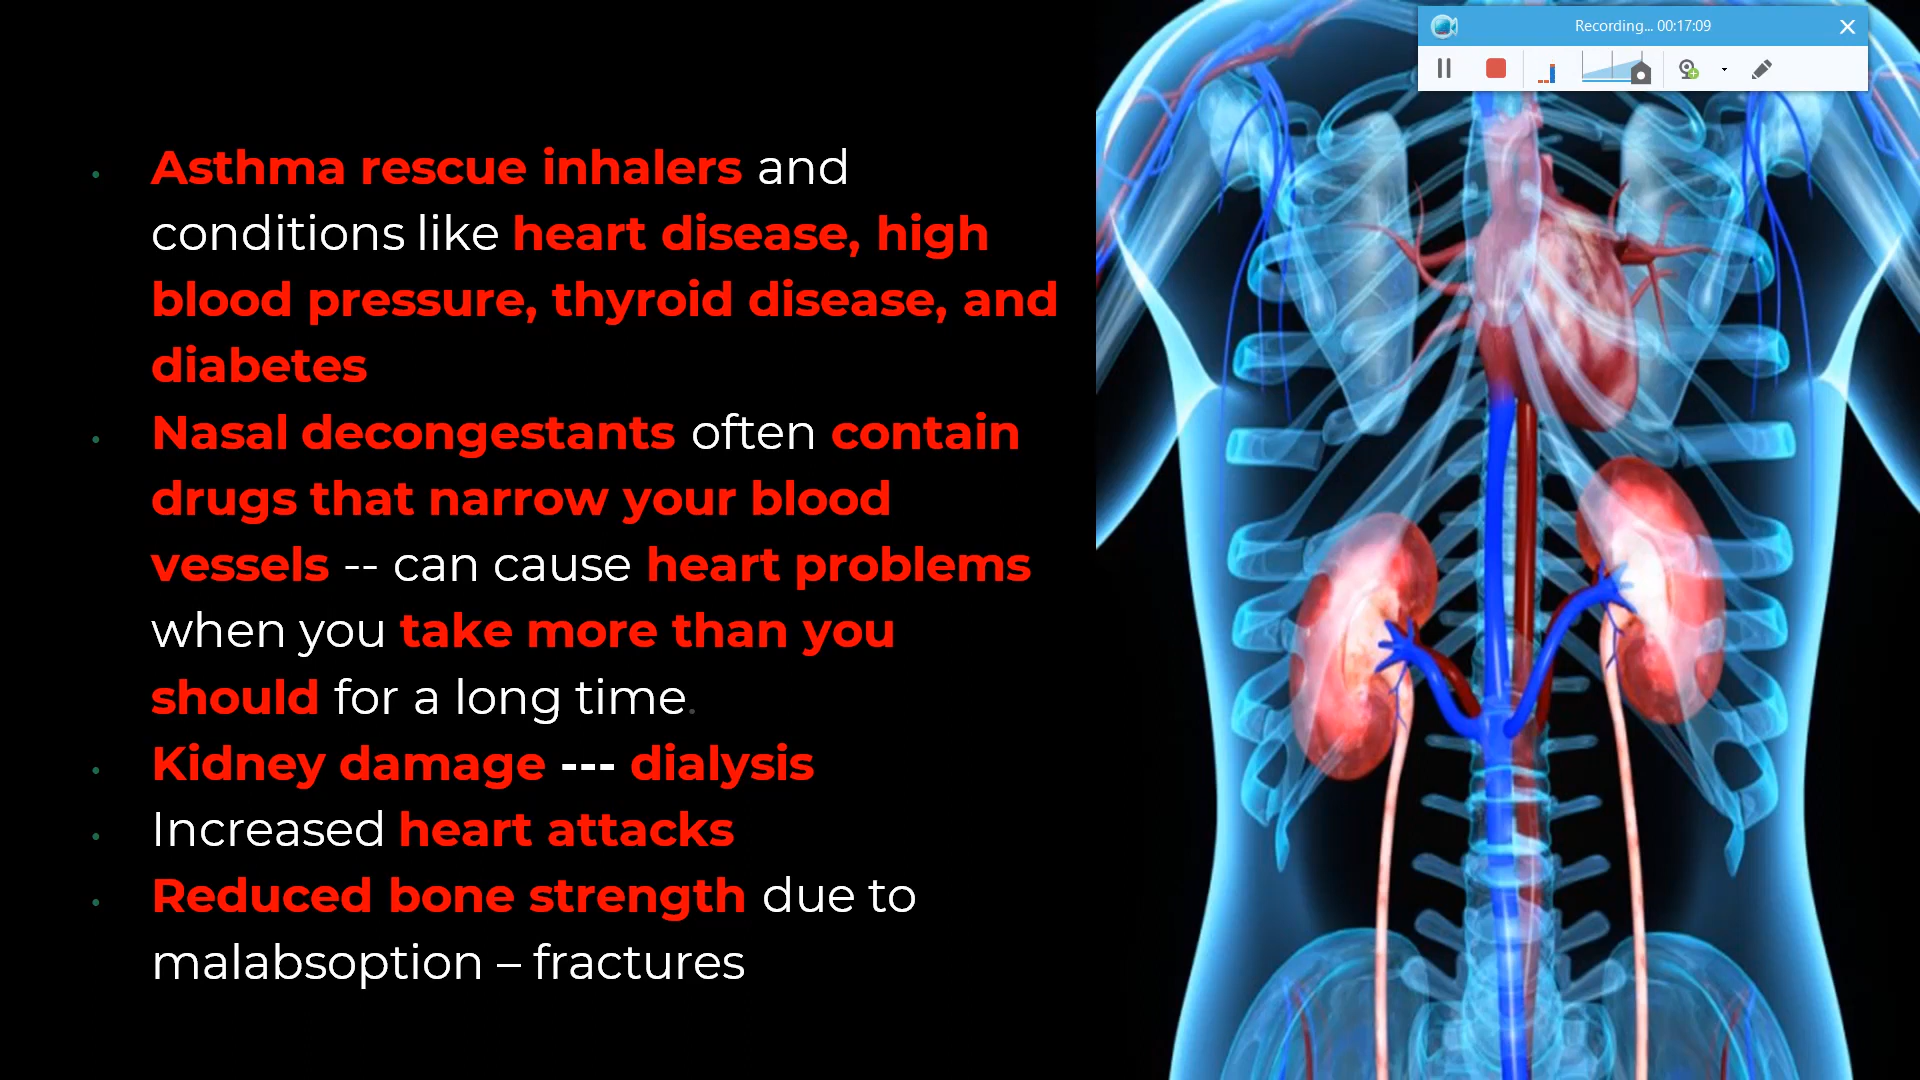 Recording... 00:17:09
• Asthma rescue inhalers and
conditions like heart disease, high
blood pressure, thyroid disease, and
diabetes
• Nasal decongestants often contain
drugs that narrow your blood
vessels -- can cause heart problems
when you take more than you
should for a long time.
• Kidney damage --- dialysis
• Increased heart attacks
• Reduced bone strength due to
malabsoption – fractures